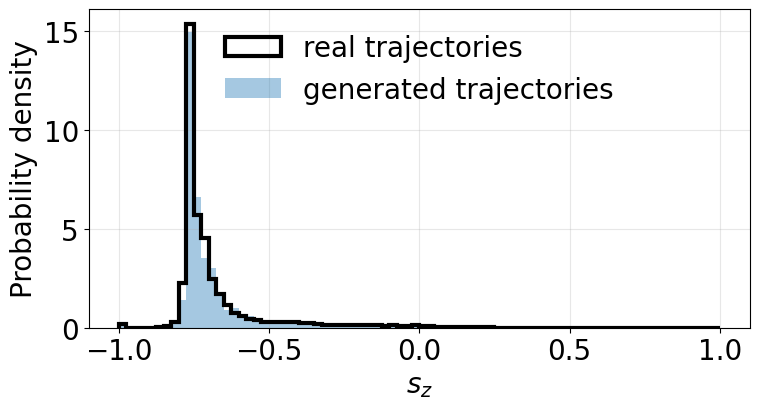 real trajectories
generated trajectories
Probability density
15
10
5
0
−1.0 −0.5 0.0 0.5 1.0
s_z